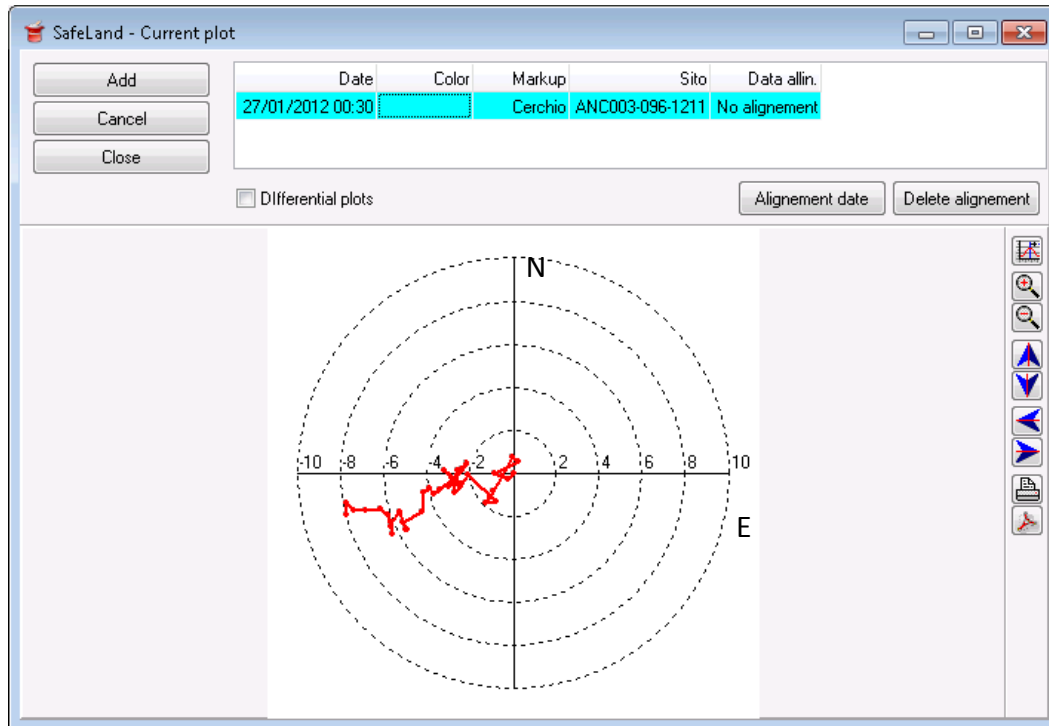 SafeLand - Current plot
Add
Cancel
Close
Date Color Markup Sito Data allin.
27/01/2012 00:30 Cerchio ANC003-096-1211 No alignement
DIfferential plots
Alignement date Delete alignement
N
-10 -8 -6 -4 -2 2 4 6 8 10
E